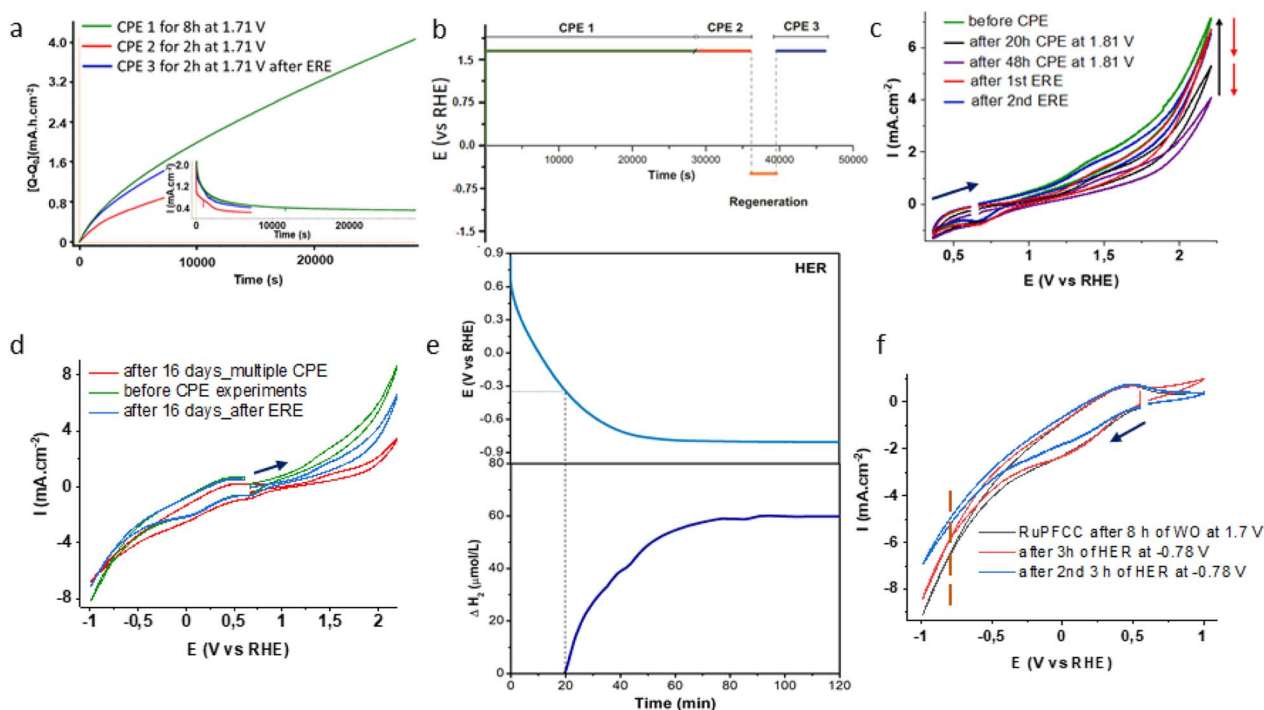 a
CPE 1 for 8h at 1.71 V
CPE 2 for 2h at 1.71 V
CPE 3 for 2h at 1.71 V after ERE
[Q-Q₀](mA.h.cm⁻²)
4.0
3.2
2.4
1.6
0.8
0
I (mA.cm⁻²)
2.0
1.2
0.4
0
10000
20000
Time (s)
10000
20000
Time (s)
b
CPE 1
CPE 2
CPE 3
E (vs RHE)
1.5
0.75
0.0
-0.75
-1.5
10000
20000
30000
40000
50000
Time (s)
Regeneration
c
before CPE
after 20h CPE at 1.81 V
after 48h CPE at 1.81 V
after 1st ERE
after 2nd ERE
I (mA.cm⁻²)
6
4
2
0
0,5
1
1,5
2
E (V vs RHE)
d
after 16 days_multiple CPE
before CPE experiments
after 16 days_after ERE
I (mA.cm⁻²)
8
4
0
-4
-8
-1
-0,5
0
0,5
1
1,5
2
E (V vs RHE)
e
HER
E (V vs RHE)
0.9
0.6
0.3
0.0
-0.3
-0.6
-0.9
Δ H₂ (μmol/L)
80
60
40
20
0
0
20
40
60
80
100
120
Time (min)
f
I (mA.cm⁻²)
0
-2
-4
-6
-8
RuPFCC after 8 h of WO at 1.7 V
after 3h of HER at -0.78 V
after 2nd 3 h of HER at -0.78 V
-1
-0,5
0
0,5
1
E (V vs RHE)